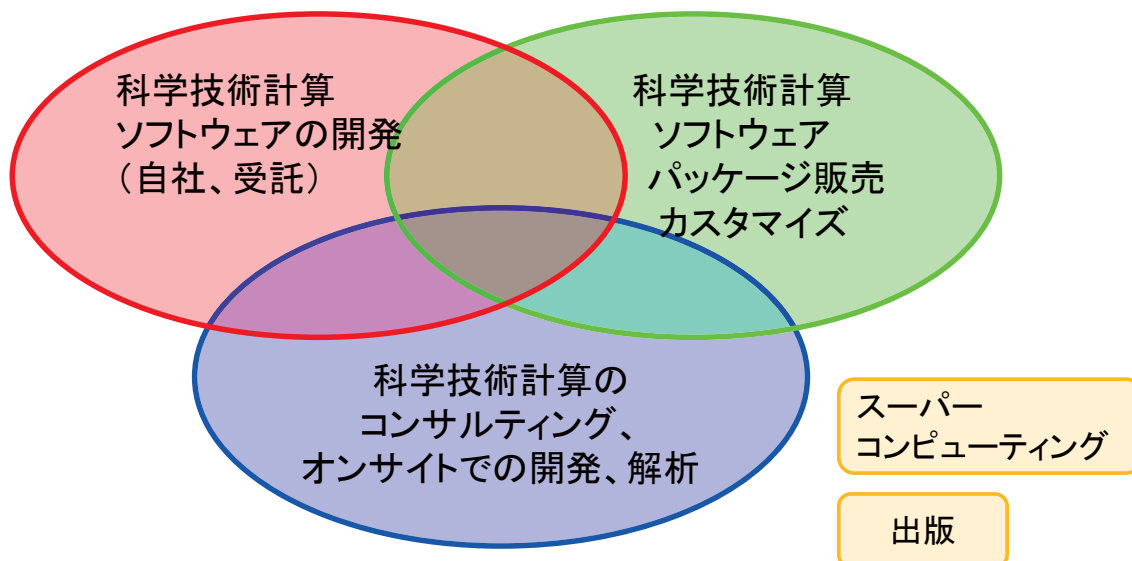 科学技術計算
ソフトウェアの開発
（自社、受託）
科学技術計算
ソフトウェア
パッケージ販売
カスタマイズ
科学技術計算の
コンサルティング、
オンサイトでの開発、解析
スーパー
コンピューティング
出版